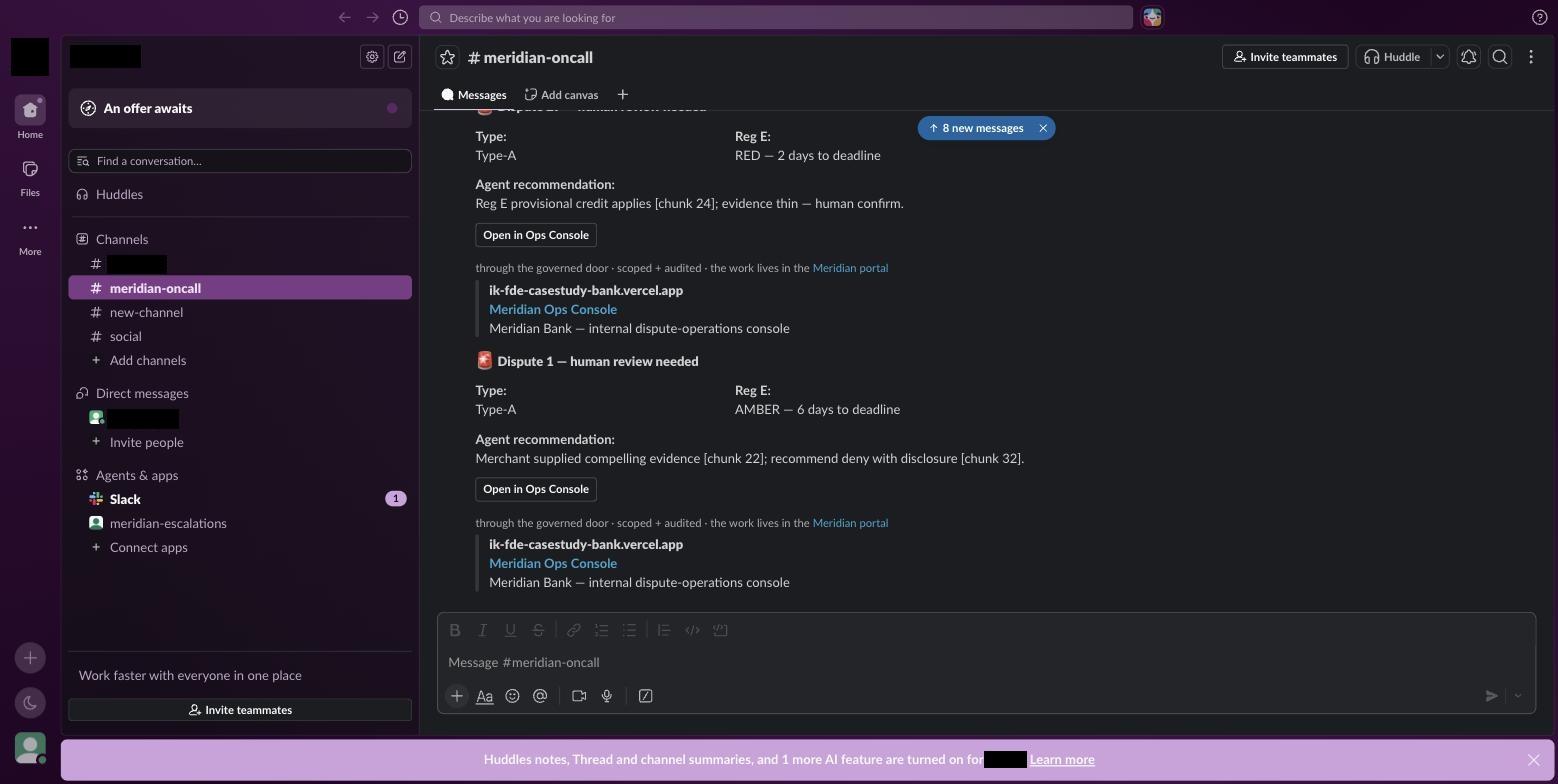 Describe what you are looking for
Home
Files
More
An offer awaits
Find a conversation...
Huddles
Channels
#
# meridian-oncall
# new-channel
# social
+ Add channels
Direct messages
+ Invite people
Agents & apps
Slack 1
meridian-escalations
+ Connect apps
Work faster with everyone in one place
Invite teammates
# meridian-oncall
Invite teammates
Huddle
Messages
Add canvas
8 new messages
— human review needed
Type:
Reg E:
Type-A
RED — 2 days to deadline
Agent recommendation:
Reg E provisional credit applies [chunk 24]; evidence thin — human confirm.
Open in Ops Console
through the governed door · scoped + audited · the work lives in the Meridian portal
ik-fde-casestudy-bank.vercel.app
Meridian Ops Console
Meridian Bank — internal dispute-operations console
Dispute 1 — human review needed
Type:
Reg E:
Type-A
AMBER — 6 days to deadline
Agent recommendation:
Merchant supplied compelling evidence [chunk 22]; recommend deny with disclosure [chunk 32].
Open in Ops Console
through the governed door · scoped + audited · the work lives in the Meridian portal
ik-fde-casestudy-bank.vercel.app
Meridian Ops Console
Meridian Bank — internal dispute-operations console
B I U S
Message #meridian-oncall
Aa
Huddles notes, Thread and channel summaries, and 1 more AI feature are turned on for
Learn more